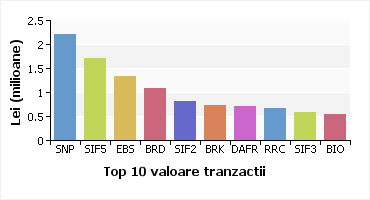 Lei (milioane)
2.5
2
1.5
1
0.5
0
SNP SIF5 EBS BRD SIF2 BRK DAFR RRC SIF3 BIO
Top 10 valoare tranzactii